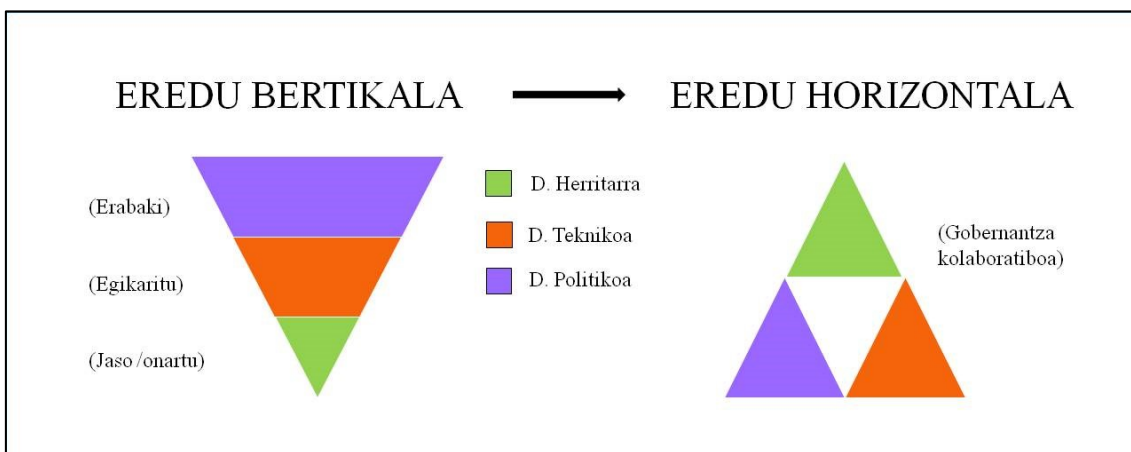 EREDU BERTIKALA
EREDU HORIZONTALA
(Erabaki)
(Egikaritu)
(Jaso /onartu)
D. Herritarra
D. Teknikoa
D. Politikoa
(Gobernantza
kolaboratiboa)